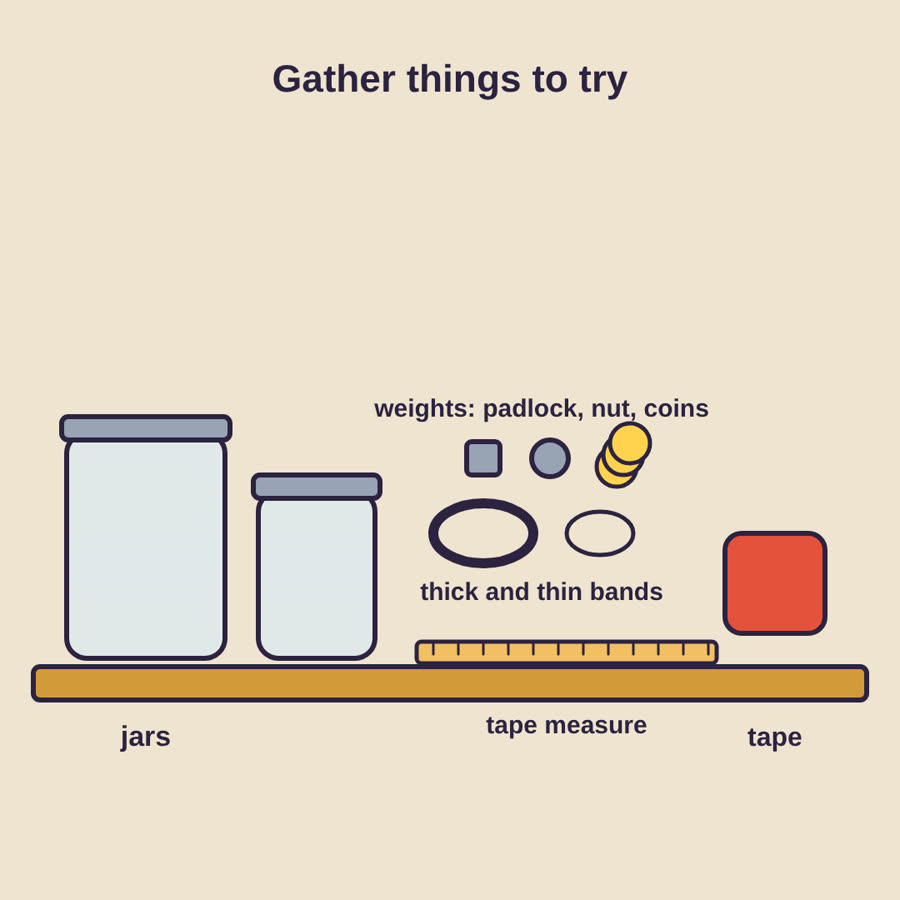 Gather things to try
weights: padlock, nut, coins
thick and thin bands
jars
tape measure
tape